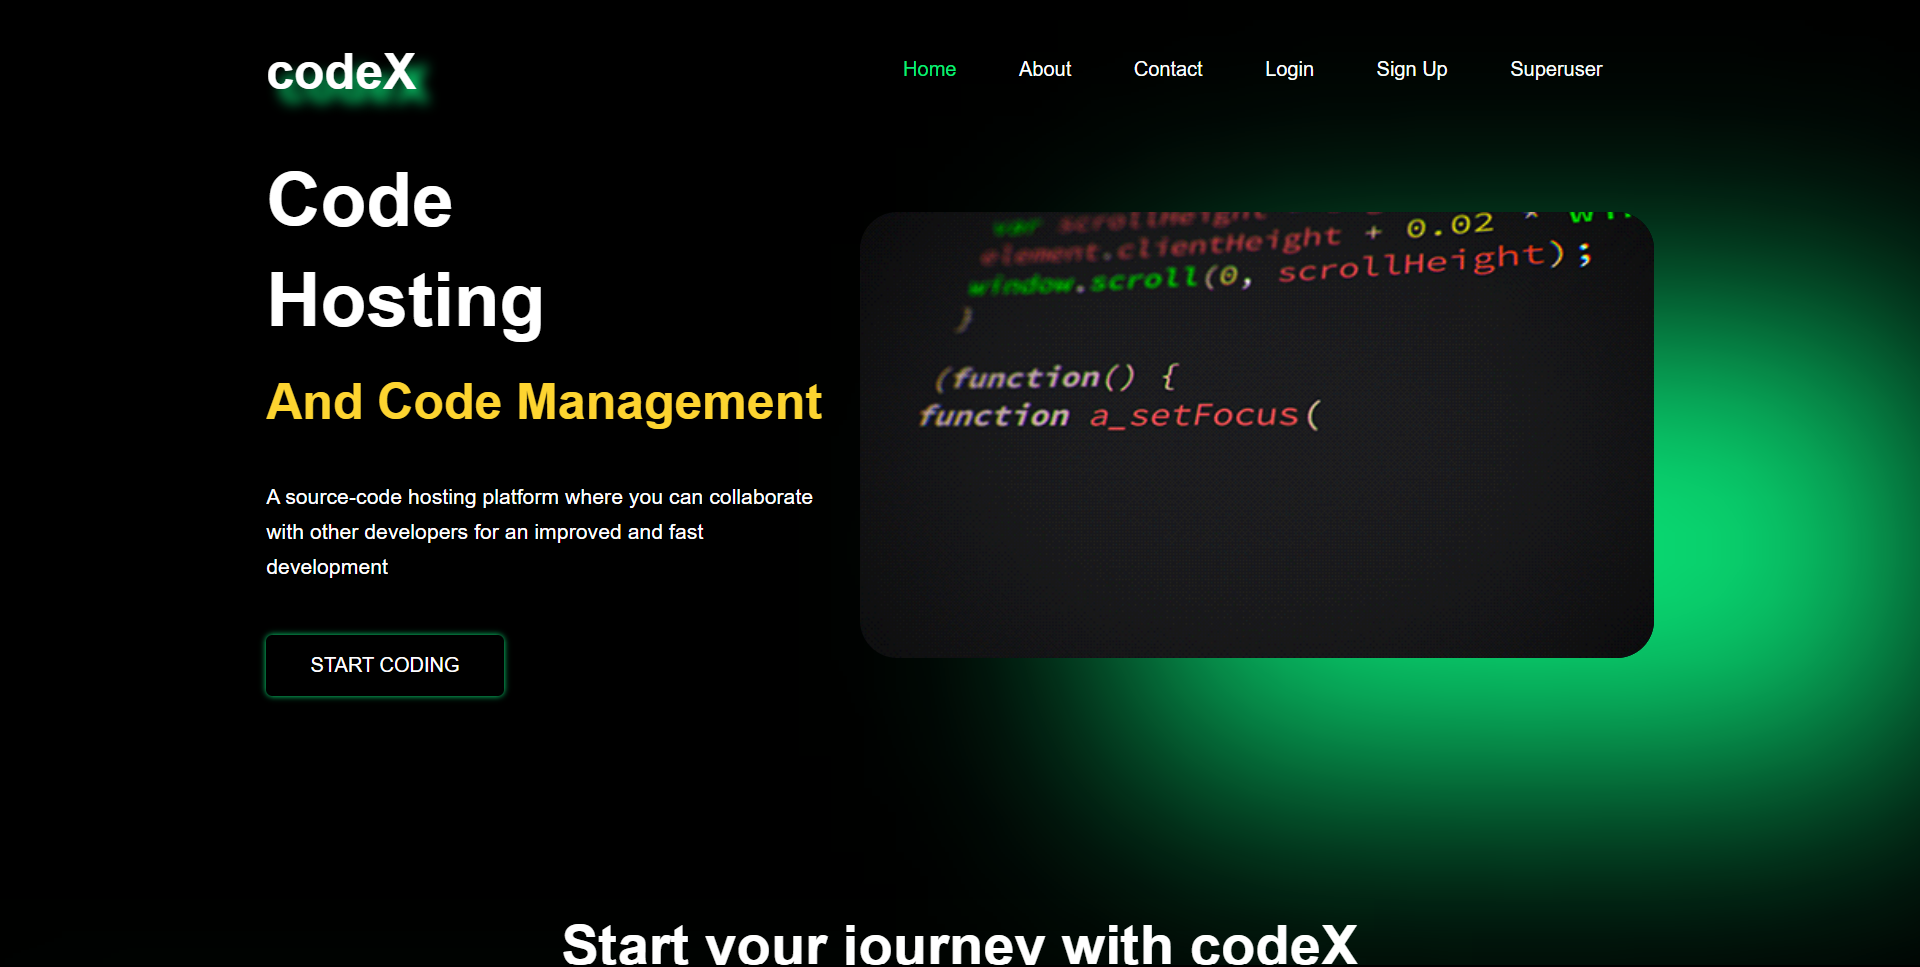 codeX
Home About Contact Login Sign Up Superuser
Code
Hosting
And Code Management
A source-code hosting platform where you can collaborate
with other developers for an improved and fast
development
START CODING
var scrollHeight
element.clientHeight + 0.02 *
window.scroll(0, scrollHeight);
}
(function() {
function a_setFocus(
Start your journey with codeX